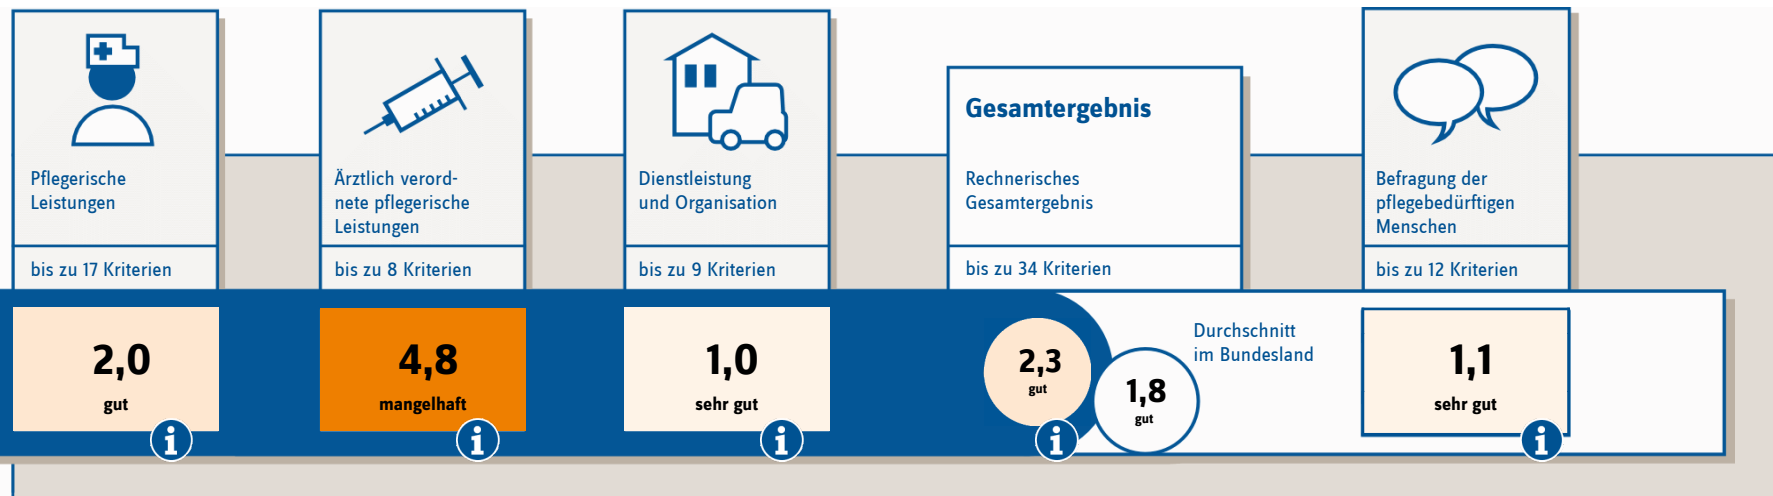 Pflegerische
Leistungen
bis zu 17 Kriterien
2,0
gut
i
Ärztlich verord-
nete pflegerische
Leistungen
bis zu 8 Kriterien
4,8
mangelhaft
i
Dienstleistung
und Organisation
bis zu 9 Kriterien
1,0
sehr gut
i
Gesamtergebnis
Rechnerisches
Gesamtergebnis
bis zu 34 Kriterien
2,3
gut
i
1,8
gut
Durchschnitt
im Bundesland
Befragung der
pflegebedürftigen
Menschen
bis zu 12 Kriterien
1,1
sehr gut
i